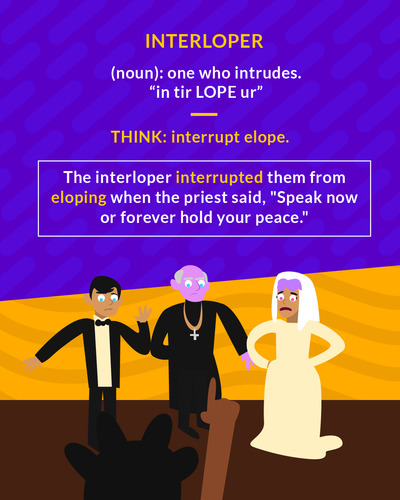 INTERLOPER
(noun): one who intrudes.
“in tir LOPE ur”
THINK: interrupt elope.
The interloper interrupted them from
eloping when the priest said, "Speak now
or forever hold your peace."